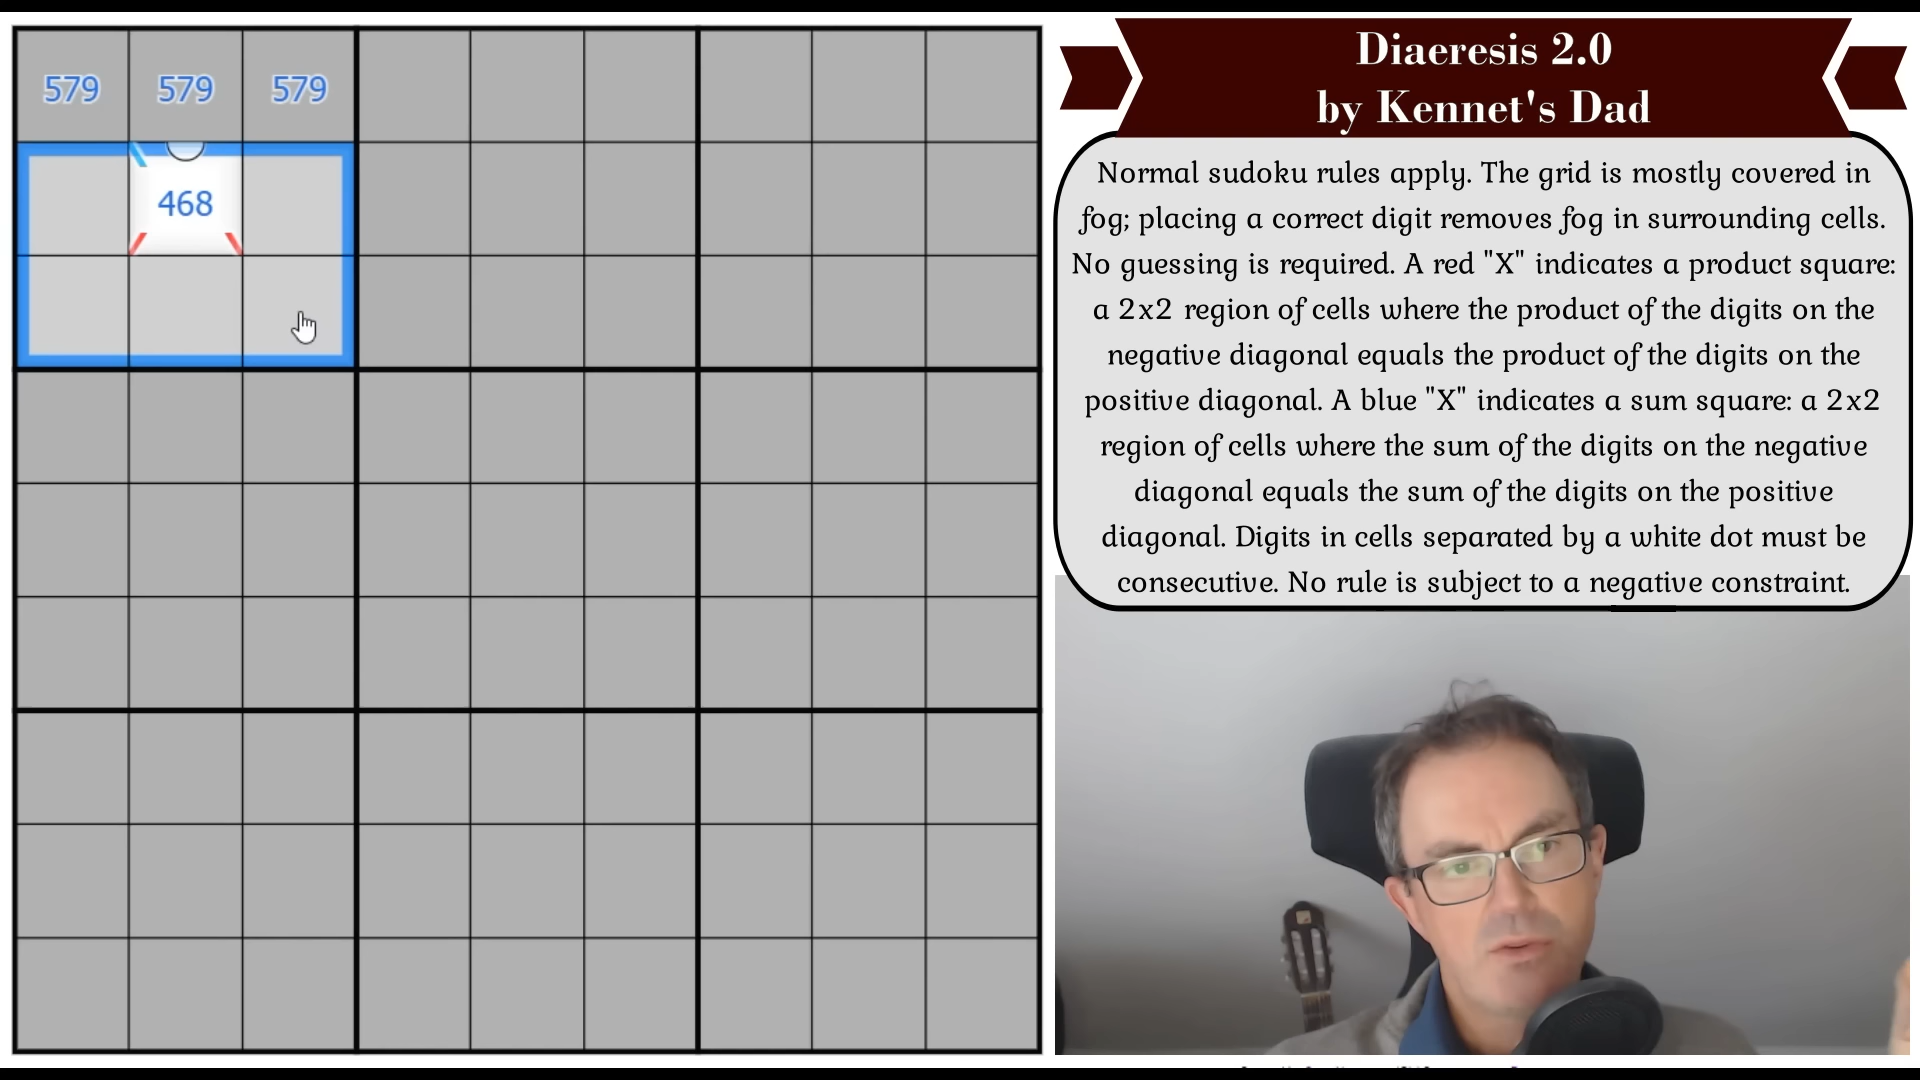 Diaeresis 2.0
by Kennet's Dad
Normal sudoku rules apply. The grid is mostly covered in
fog; placing a correct digit removes fog in surrounding cells.
No guessing is required. A red "X" indicates a product square:
a 2x2 region of cells where the product of the digits on the
negative diagonal equals the product of the digits on the
positive diagonal. A blue "X" indicates a sum square: a 2x2
region of cells where the sum of the digits on the negative
diagonal equals the sum of the digits on the positive
diagonal. Digits in cells separated by a white dot must be
consecutive. No rule is subject to a negative constraint.
579 579 579
468